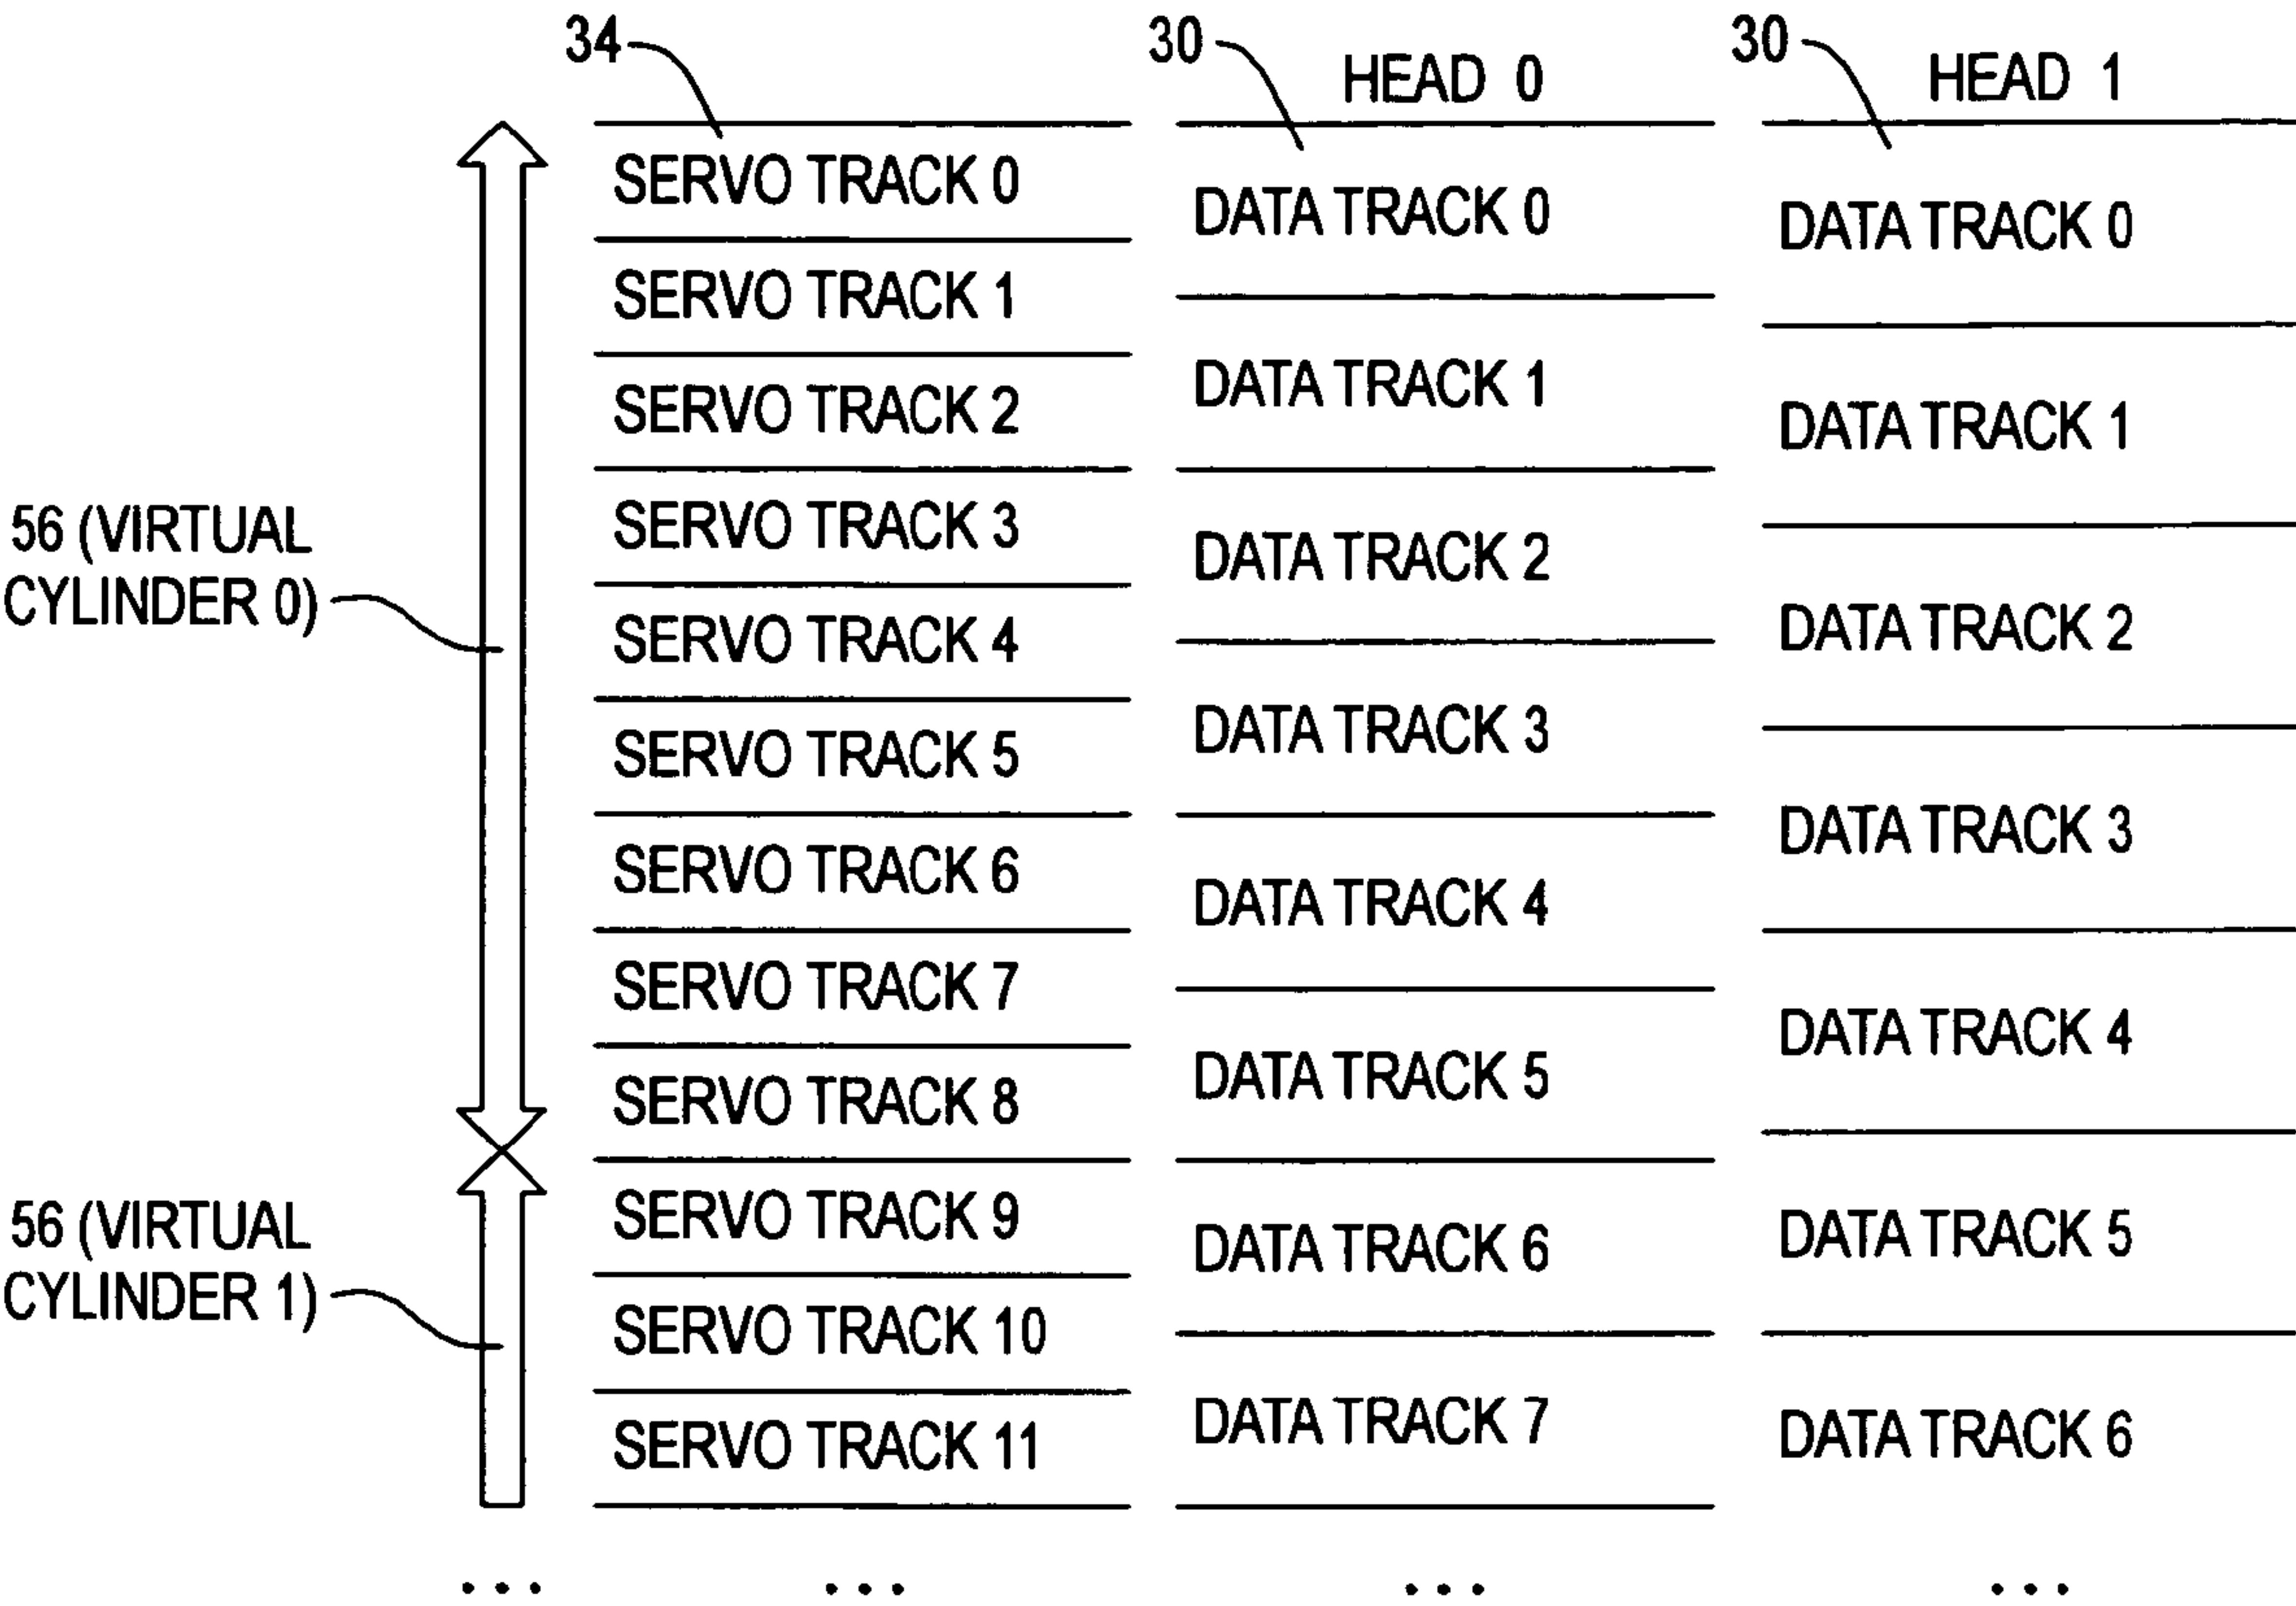 34
30
HEAD 0
30
HEAD 1
56 (VIRTUAL
CYLINDER 0)
56 (VIRTUAL
CYLINDER 1)
SERVO TRACK 0
SERVO TRACK 1
SERVO TRACK 2
SERVO TRACK 3
SERVO TRACK 4
SERVO TRACK 5
SERVO TRACK 6
SERVO TRACK 7
SERVO TRACK 8
SERVO TRACK 9
SERVO TRACK 10
SERVO TRACK 11
...
DATA TRACK 0
DATA TRACK 1
DATA TRACK 2
DATA TRACK 3
DATA TRACK 4
DATA TRACK 5
DATA TRACK 6
DATA TRACK 7
...
DATA TRACK 0
DATA TRACK 1
DATA TRACK 2
DATA TRACK 3
DATA TRACK 4
DATA TRACK 5
DATA TRACK 6
...
...